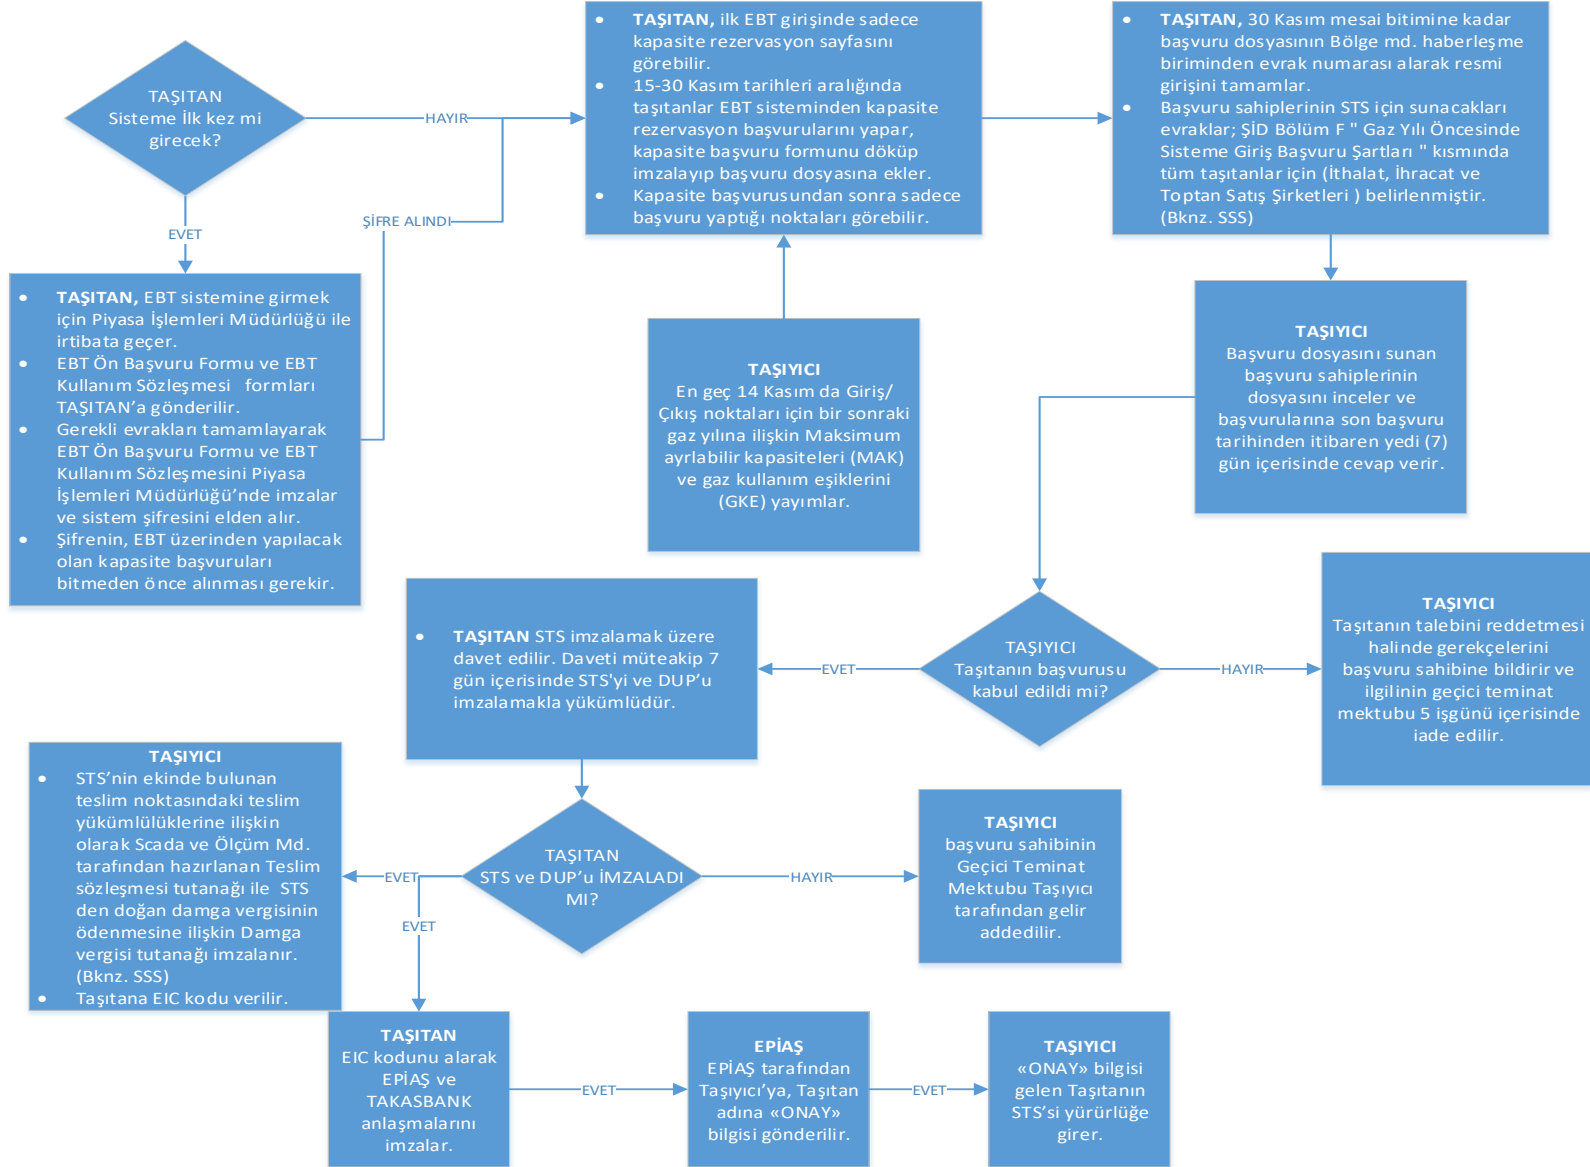 TAŞITAN
Sisteme İlk kez mi
girecek?
HAYIR
EVET
ŞİFRE ALINDI
• TAŞITAN, EBT sistemine girmek
için Piyasa İşlemleri Müdürlüğü ile
irtibata geçer.
• EBT Ön Başvuru Formu ve EBT
Kullanım Sözleşmesi formları
TAŞITAN’a gönderilir.
• Gerekli evrakları tamamlayarak
EBT Ön Başvuru Formu ve EBT
Kullanım Sözleşmesini Piyasa
İşlemleri Müdürlüğü’nde imzalar
ve sistem şifresini elden alır.
• Şifrenin, EBT üzerinden yapılacak
olan kapasite başvuruları
bitmeden önce alınması gerekir.
• TAŞITAN, ilk EBT girişinde sadece
kapasite rezervasyon sayfasını
görebilir.
• 15-30 Kasım tarihleri aralığında
taşıtanlar EBT sisteminden kapasite
rezervasyon başvurularını yapar,
kapasite başvuru formunu döküp
imzalayıp başvuru dosyasına ekler.
• Kapasite başvurusundan sonra sadece
başvuru yaptığı noktaları görebilir.
TAŞIYICI
En geç 14 Kasım da Giriş/
Çıkış noktaları için bir sonraki
gaz yılına ilişkin Maksimum
ayrlabilir kapasiteleri (MAK)
ve gaz kullanım eşiklerini
(GKE) yayımlar.
• TAŞITAN, 30 Kasım mesai bitimine kadar
başvuru dosyasının Bölge md. haberleşme
biriminden evrak numarası alarak resmi
girişini tamamlar.
• Başvuru sahiplerinin STS için sunacakları
evraklar; ŞİD Bölüm F " Gaz Yılı Öncesinde
Sisteme Giriş Başvuru Şartları " kısmında
tüm taşıtanlar için (İthalat, İhracat ve
Toptan Satış Şirketleri ) belirlenmiştir.
(Bknz. SSS)
TAŞIYICI
Başvuru dosyasını sunan
başvuru sahiplerinin
dosyasını inceler ve
başvurularına son başvuru
tarihinden itibaren yedi (7)
gün içerisinde cevap verir.
TAŞIYICI
Taşıtanın başvurusu
kabul edildi mi?
EVET
HAYIR
TAŞIYICI
Taşıtanın talebini reddetmesi
halinde gerekçelerini
başvuru sahibine bildirir ve
ilgilinin geçici teminat
mektubu 5 işgünü içerisinde
iade edilir.
• TAŞITAN STS imzalamak üzere
davet edilir. Daveti müteakip 7
gün içerisinde STS'yi ve DUP’u
imzalamakla yükümlüdür.
TAŞITAN
STS ve DUP’u İMZALADI
MI?
EVET
HAYIR
EVET
TAŞIYICI
• STS’nin ekinde bulunan
teslim noktasındaki teslim
yükümlülüklerine ilişkin
olarak Scada ve Ölçüm Md.
tarafından hazırlanan Teslim
sözleşmesi tutanağı ile STS
den doğan damga vergisinin
ödenmesine ilişkin Damga
vergisi tutanağı imzalanır.
(Bknz. SSS)
• Taşıtana EIC kodu verilir.
TAŞIYICI
başvuru sahibinin
Geçici Teminat
Mektubu Taşıyıcı
tarafından gelir
addedilir.
TAŞITAN
EIC kodunu alarak
EPİAŞ ve
TAKASBANK
anlaşmalarını
imzalar.
EVET
EPİAŞ
EPİAŞ tarafından
Taşıyıcı’ya, Taşıtan
adına «ONAY»
bilgisi gönderilir.
EVET
TAŞIYICI
«ONAY» bilgisi
gelen Taşıtanın
STS’si yürürlüğe
girer.